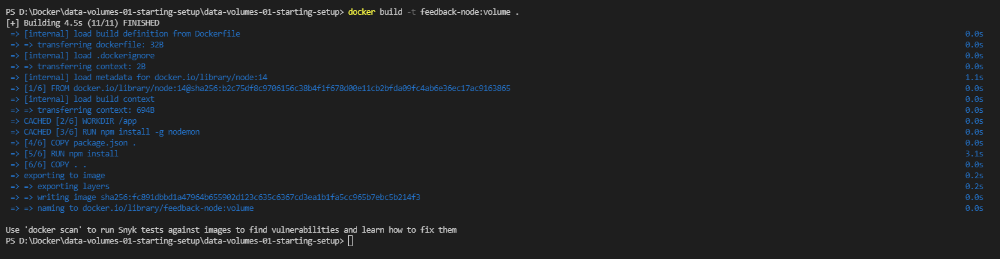 PS D:\Docker\data-volumes-01-starting-setup\data-volumes-01-starting-setup> docker build -t feedback-node:volume .
[+] Building 4.5s (11/11) FINISHED
=> [internal] load build definition from Dockerfile 0.0s
=> => transferring dockerfile: 32B 0.0s
=> [internal] load .dockerignore 0.0s
=> => transferring context: 2B 0.0s
=> [internal] load metadata for docker.io/library/node:14 1.1s
=> [1/6] FROM docker.io/library/node:14@sha256:b2c75df8c9706156c38b4f1f678d00e11cb2bfda09fc4ab6e36ec17ac9163865 0.0s
=> [internal] load build context 0.0s
=> => transferring context: 694B 0.0s
=> CACHED [2/6] WORKDIR /app 0.0s
=> CACHED [3/6] RUN npm install -g nodemon 0.0s
=> [4/6] COPY package.json . 0.0s
=> [5/6] RUN npm install 3.1s
=> [6/6] COPY . . 0.0s
=> exporting to image 0.2s
=> => exporting layers 0.2s
=> => writing image sha256:fc891dbbd1a47964b655902d123c635c6367cd3ea1b1fa5cc965b7ebc5b214f3 0.0s
=> => naming to docker.io/library/feedback-node:volume 0.0s
Use 'docker scan' to run Snyk tests against images to find vulnerabilities and learn how to fix them
PS D:\Docker\data-volumes-01-starting-setup\data-volumes-01-starting-setup>